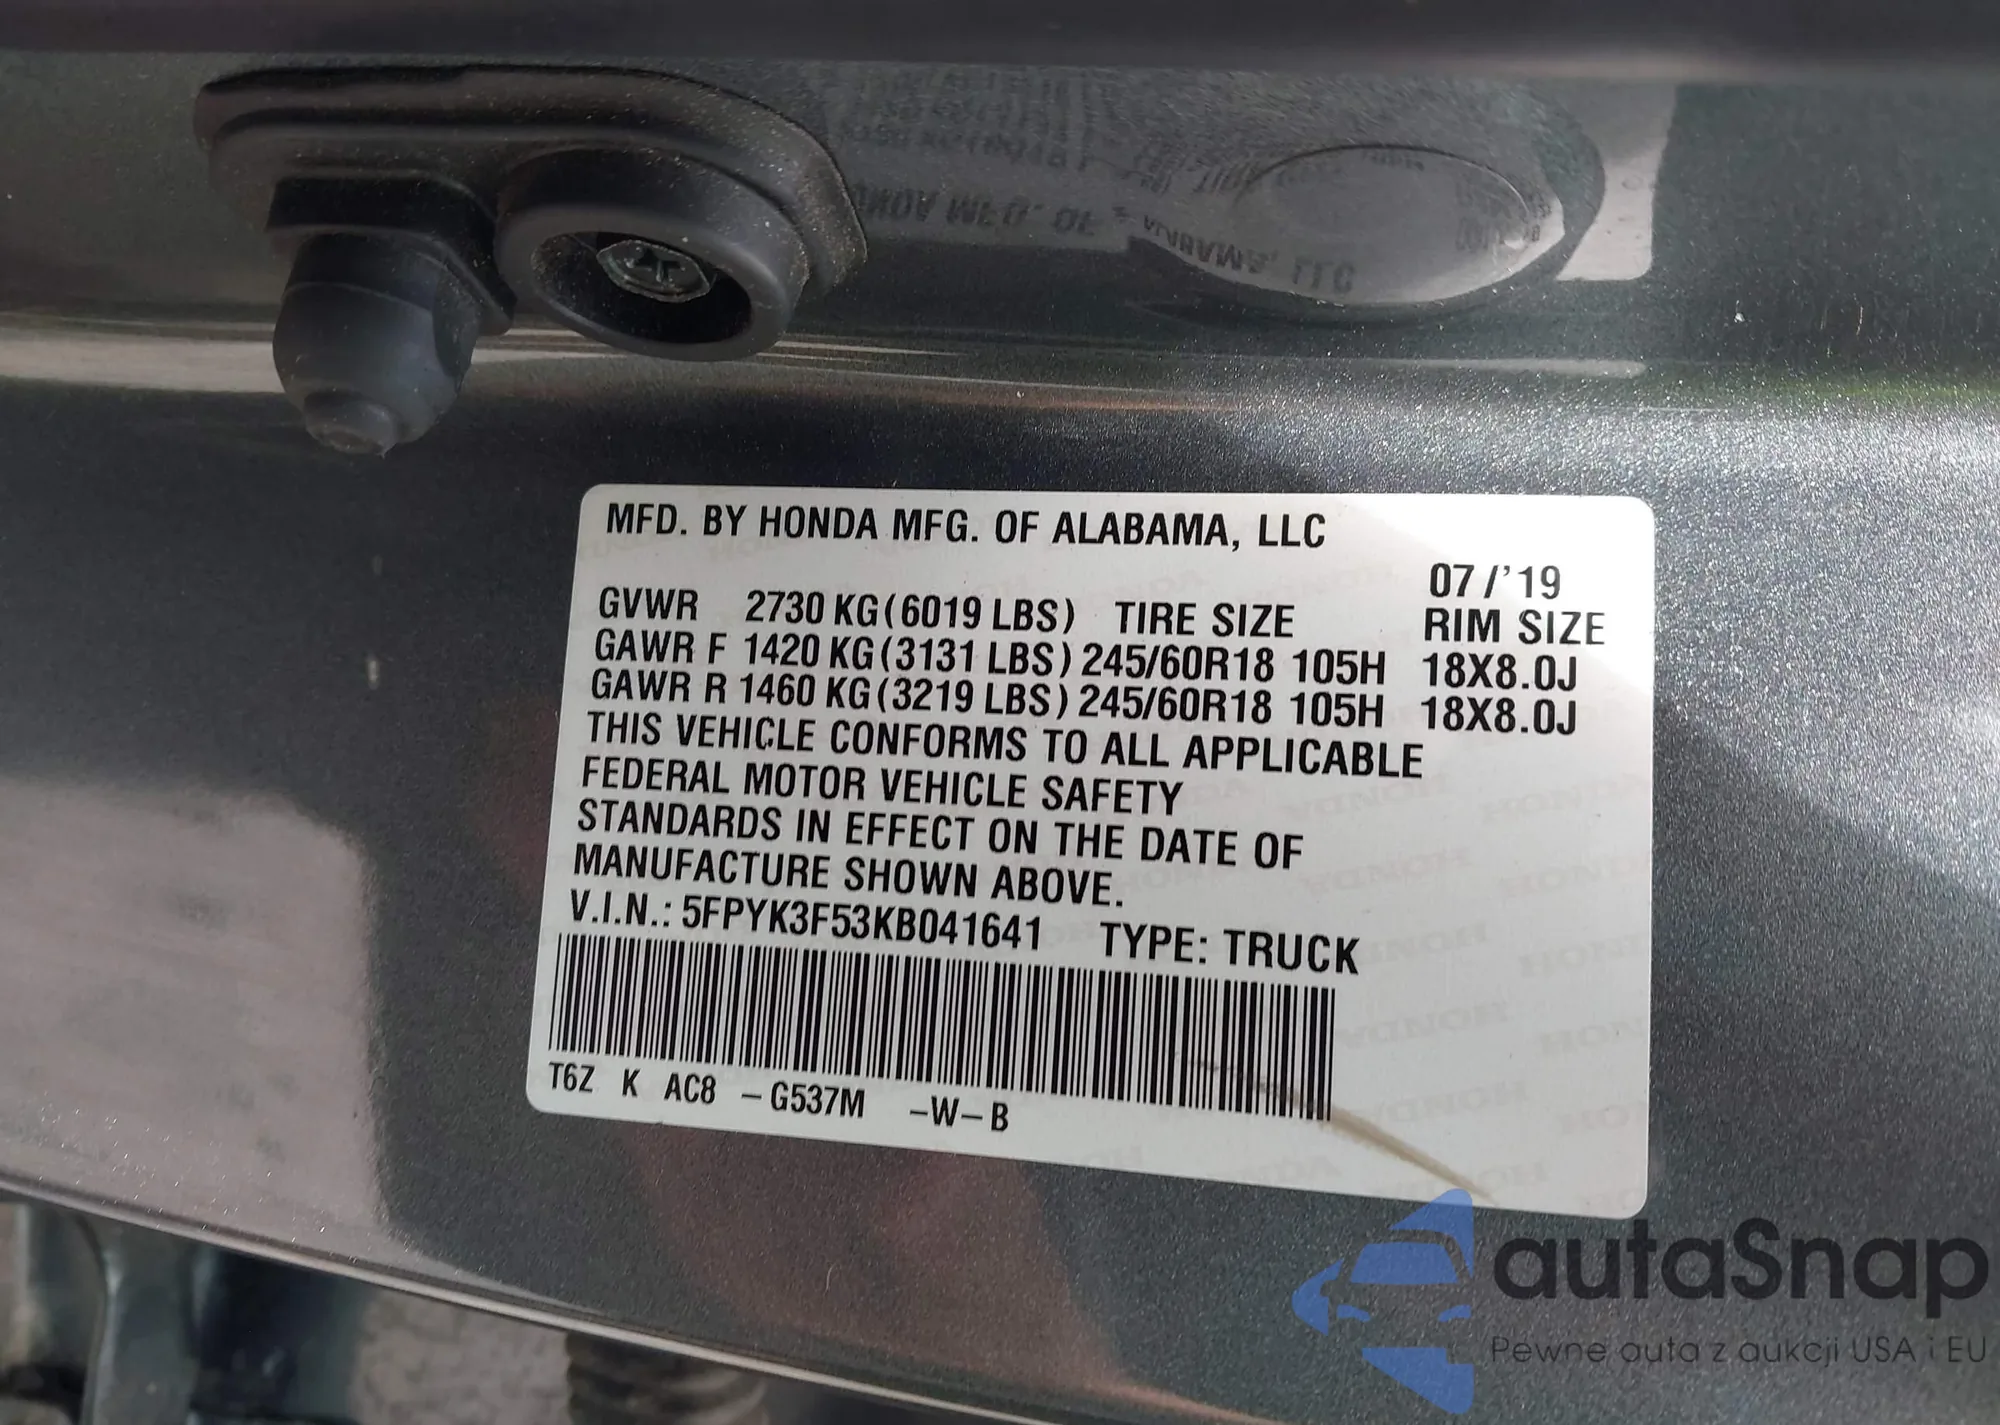 MFD. BY HONDA MFG. OF ALABAMA, LLC
07/'19
GVWR 2730 KG(6019 LBS) TIRE SIZE RIM SIZE
GAWR F 1420 KG(3131 LBS) 245/60R18 105H 18X8.0J
GAWR R 1460 KG(3219 LBS) 245/60R18 105H 18X8.0J
THIS VEHICLE CONFORMS TO ALL APPLICABLE
FEDERAL MOTOR VEHICLE SAFETY
STANDARDS IN EFFECT ON THE DATE OF
MANUFACTURE SHOWN ABOVE.
V.I.N.: 5FPYK3F53KB041641 TYPE: TRUCK
T6Z K AC8 -G537M -W-B
autaSnap
Pewne auta z aukcji USA i EU